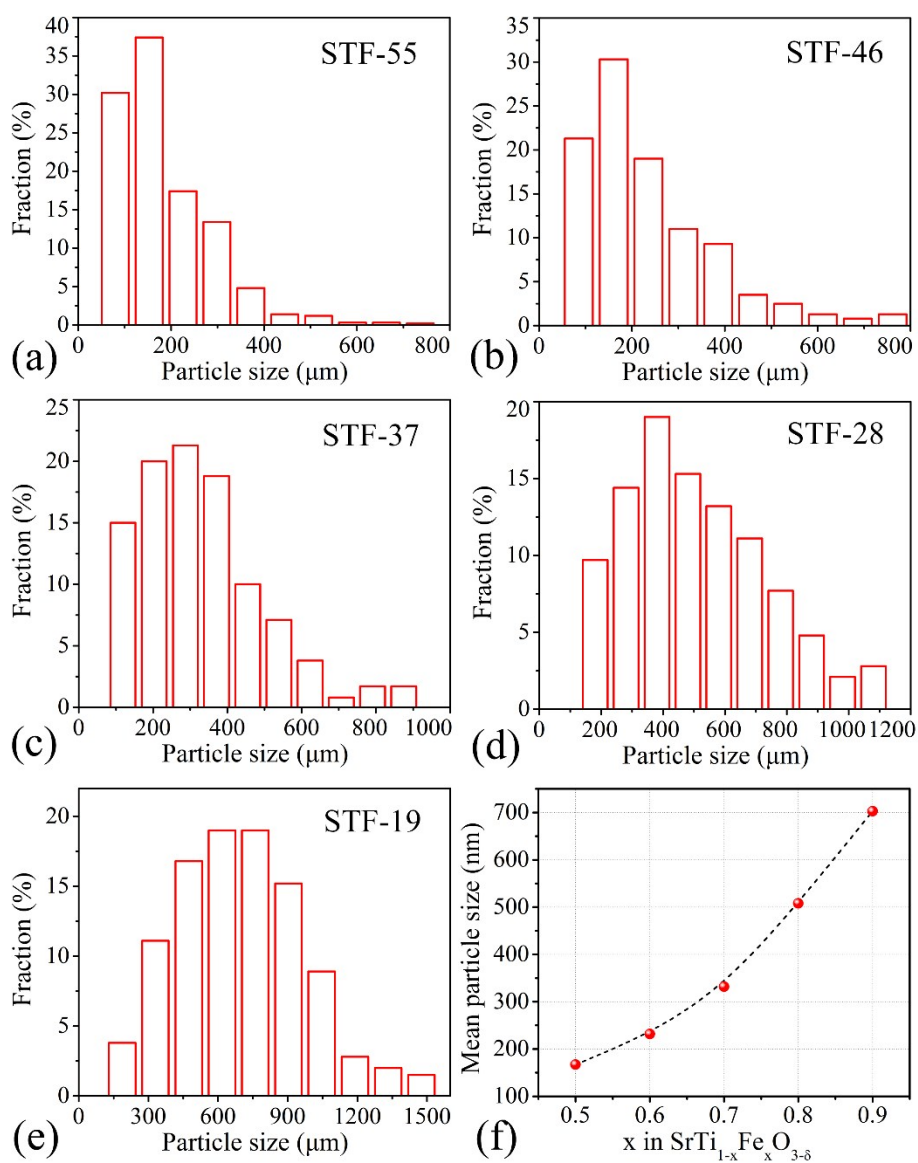 STF-55
Fraction (%)
40
35
30
25
20
15
10
5
0
0 200 400 600 800
Particle size (μm)
(a)
STF-46
Fraction (%)
35
30
25
20
15
10
5
0
0 200 400 600 800
Particle size (μm)
(b)
STF-37
Fraction (%)
25
20
15
10
5
0
0 200 400 600 800 1000
Particle size (μm)
(c)
STF-28
Fraction (%)
20
15
10
5
0
0 200 400 600 800 1000 1200
Particle size (μm)
(d)
STF-19
Fraction (%)
20
15
10
5
0
0 300 600 900 1200 1500
Particle size (μm)
(e)
Mean particle size (nm)
700
600
500
400
300
200
100
0.5 0.6 0.7 0.8 0.9
x in SrTi₁₋ₓFeₓO₃₋δ
(f)